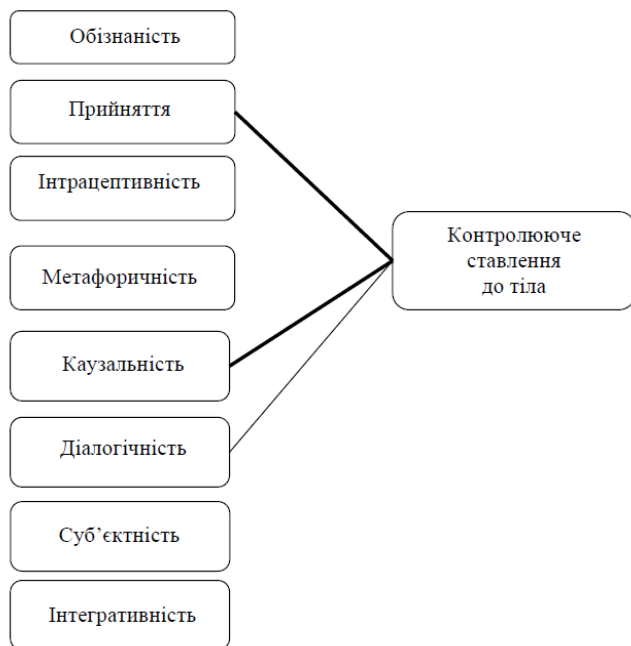 Обізнаність
Прийняття
Інтрацептивність
Метафоричність
Каузальність
Діалогічність
Суб’єктність
Інтегративність
Контролююче
ставлення
до тіла